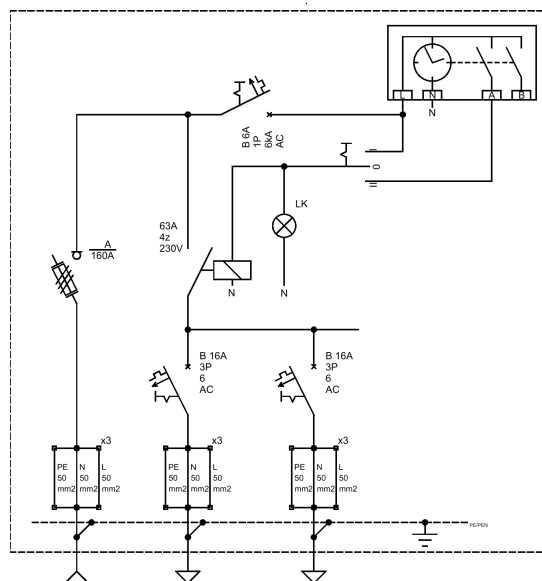 L N A B
N
B 6A
1P
6kA
AC
I
0
II
A
160A
63A
4z
230V
LK
N
N
B 16A
3P
6
AC
B 16A
3P
6
AC
x3
PE N L
50 50 50
mm2 mm2 mm2
x3
PE N L
50 50 50
mm2 mm2 mm2
x3
PE N L
50 50 50
mm2 mm2 mm2
PE/PEN